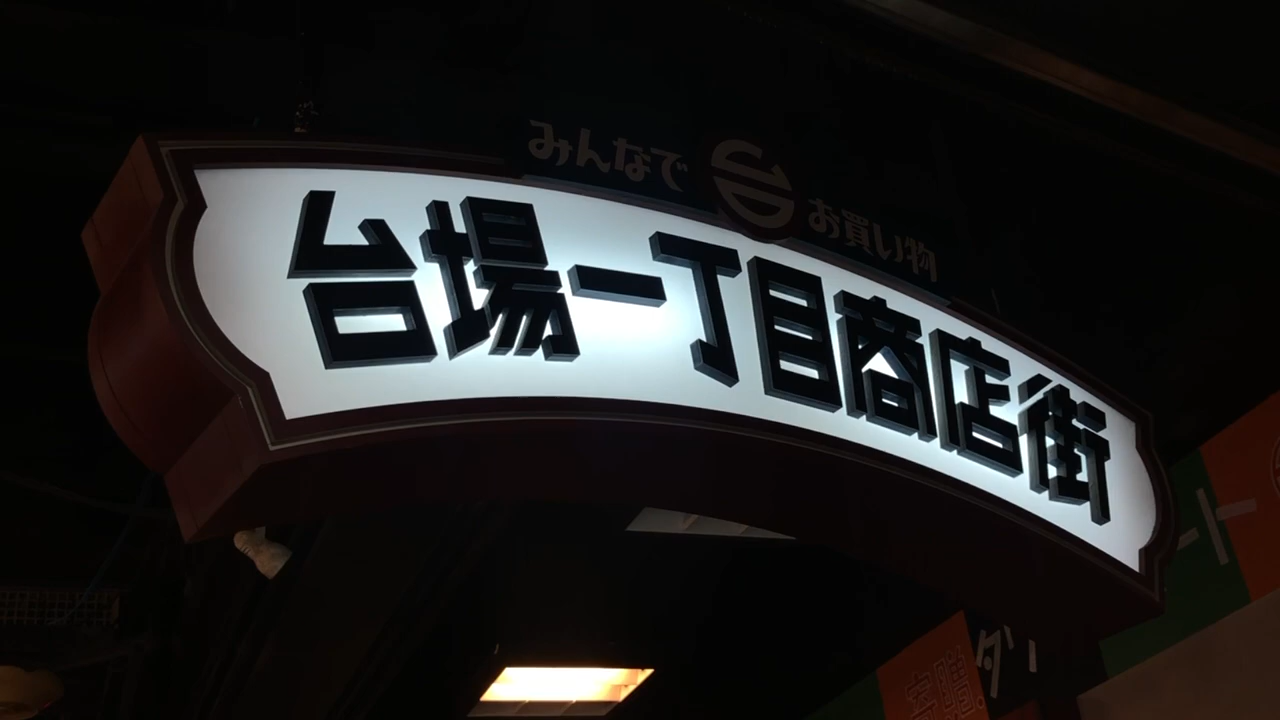 みんなで お買い物
台場一丁目商店街